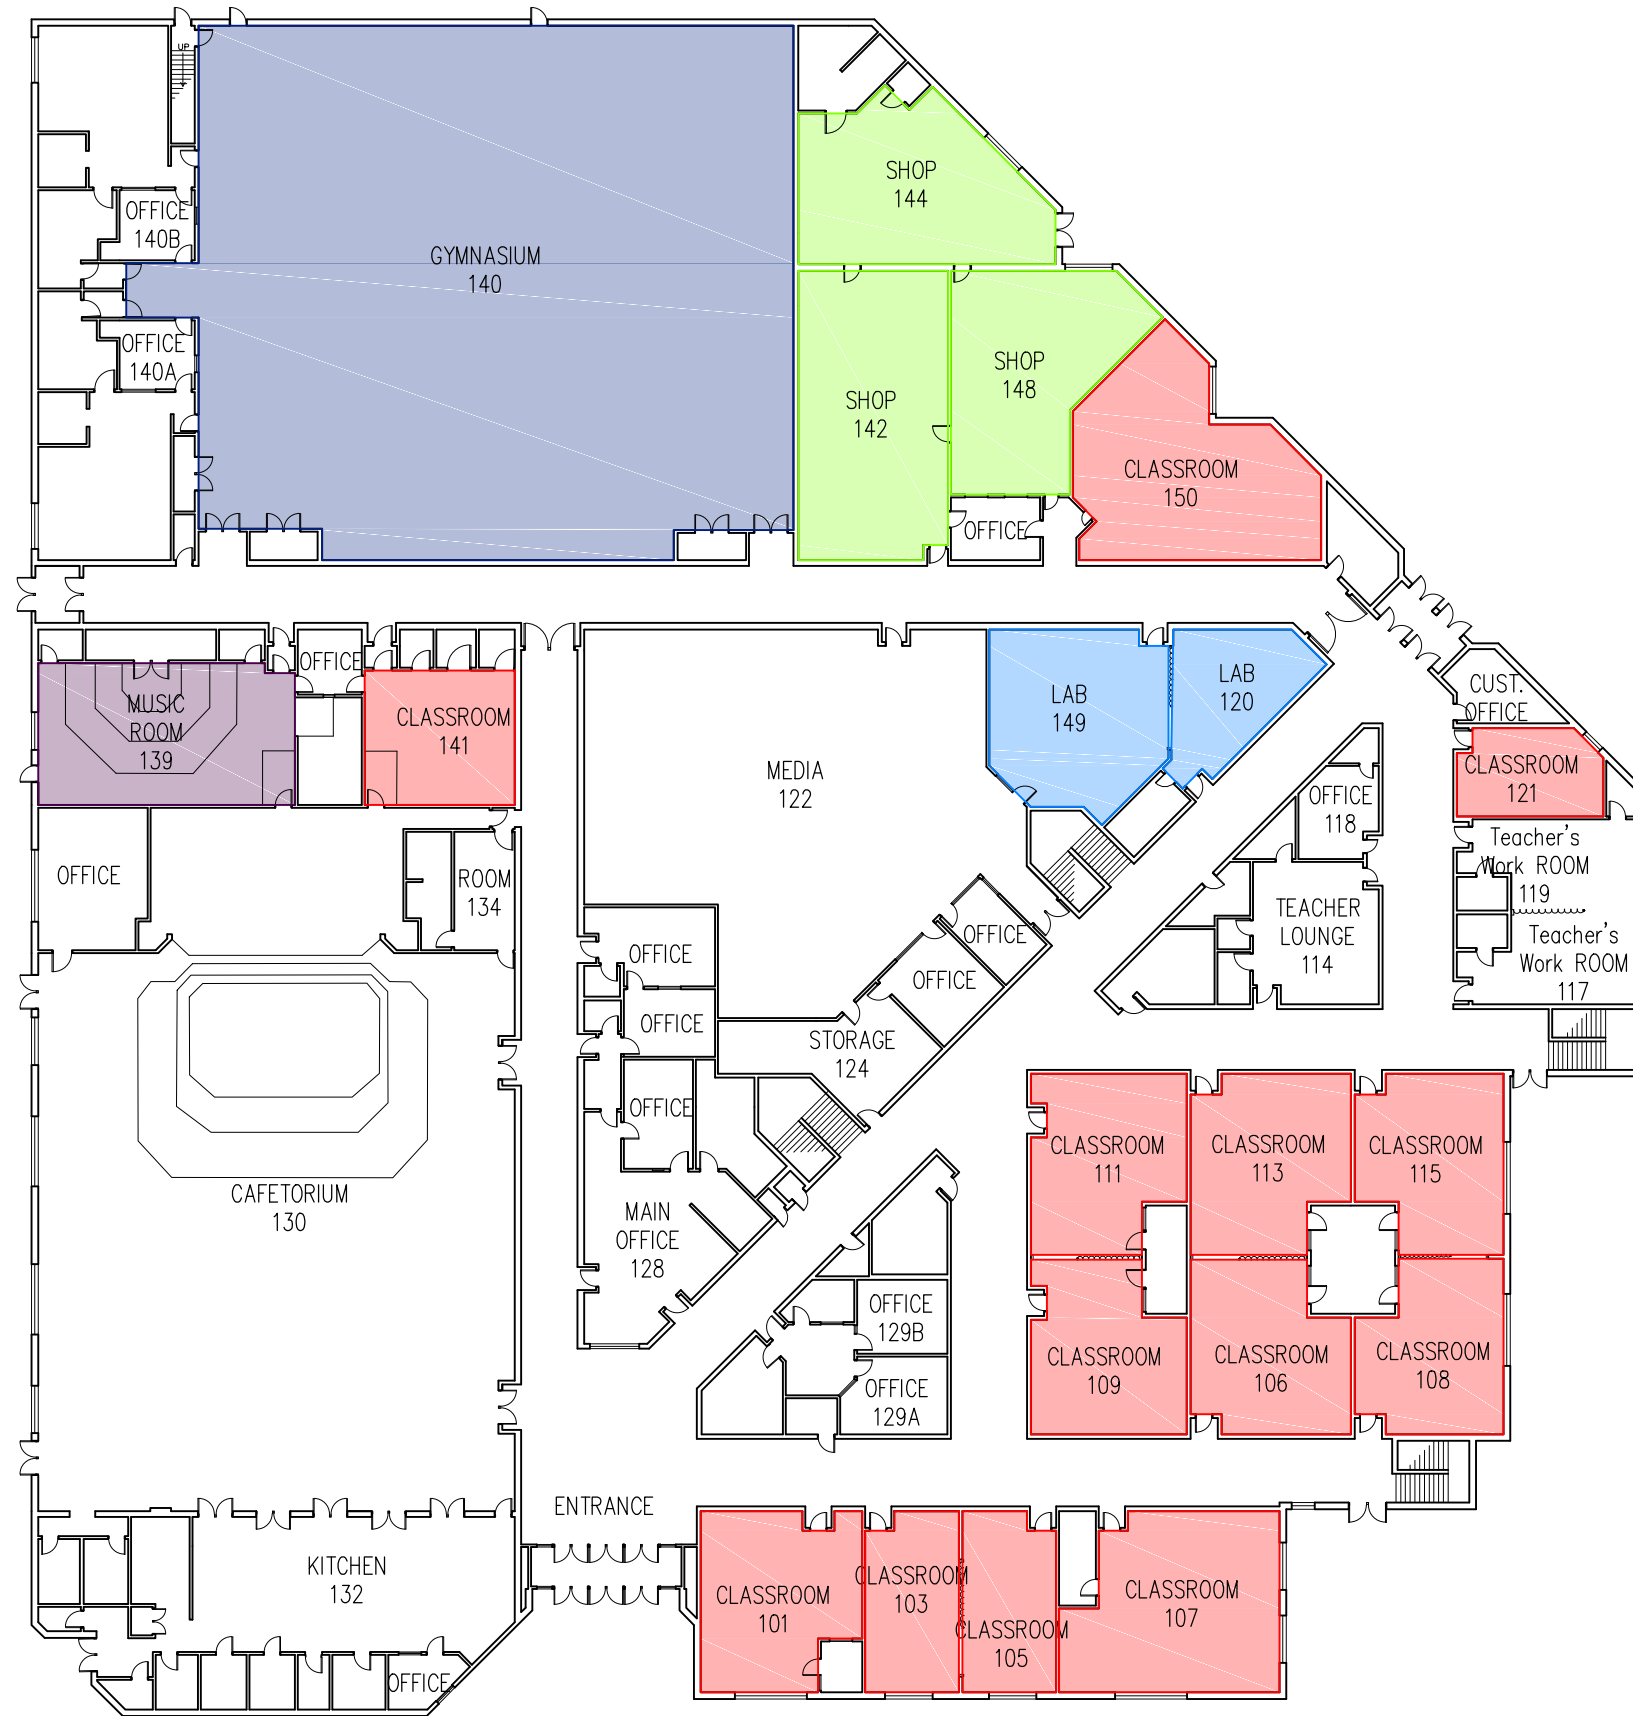 UP
OFFICE
140B
GYMNASIUM
140
SHOP
144
OFFICE
140A
SHOP
148
SHOP
142
CLASSROOM
150
OFFICE
OFFICE
MUSIC
ROOM
139
CLASSROOM
141
LAB
149
LAB
120
CUST.
OFFICE
MEDIA
122
CLASSROOM
121
OFFICE
118
OFFICE
ROOM
134
Teacher's
Work ROOM
119
TEACHER
LOUNGE
114
Teacher's
Work ROOM
117
OFFICE
OFFICE
OFFICE
OFFICE
STORAGE
124
OFFICE
CLASSROOM
111
CLASSROOM
113
CLASSROOM
115
CAFETORIUM
130
MAIN
OFFICE
128
OFFICE
129B
CLASSROOM
109
CLASSROOM
106
CLASSROOM
108
OFFICE
129A
ENTRANCE
KITCHEN
132
CLASSROOM
101
CLASSROOM
103
CLASSROOM
105
CLASSROOM
107
OFFICE